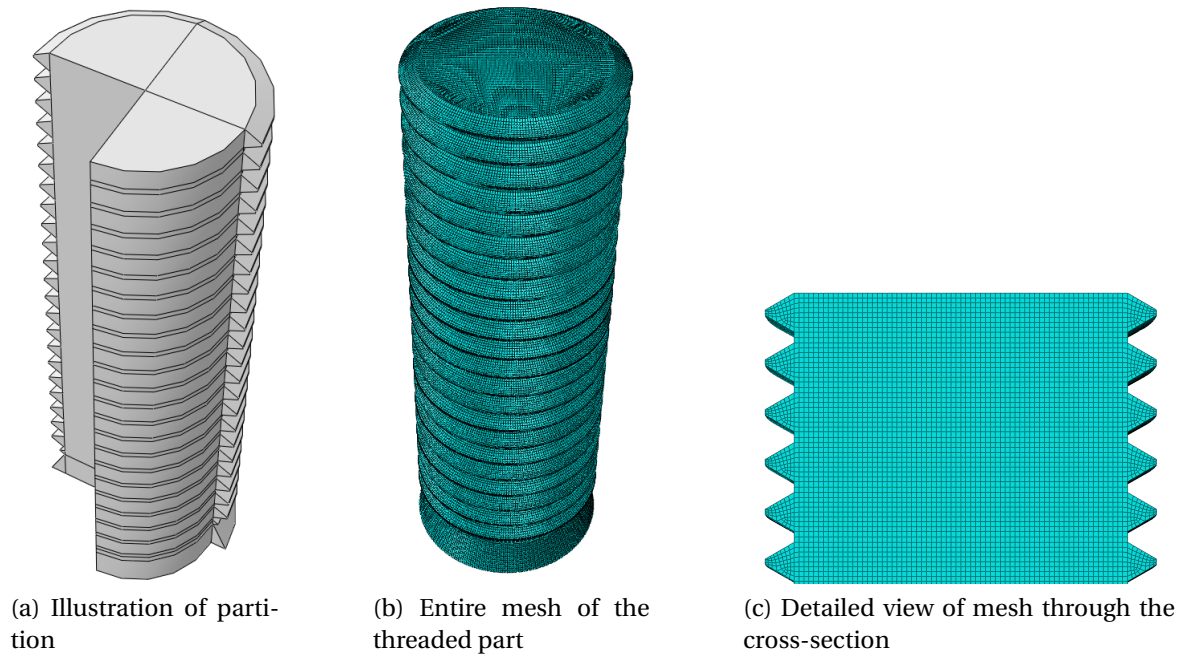 (a) Illustration of parti-
tion
(b) Entire mesh of the
threaded part
(c) Detailed view of mesh through the
cross-section